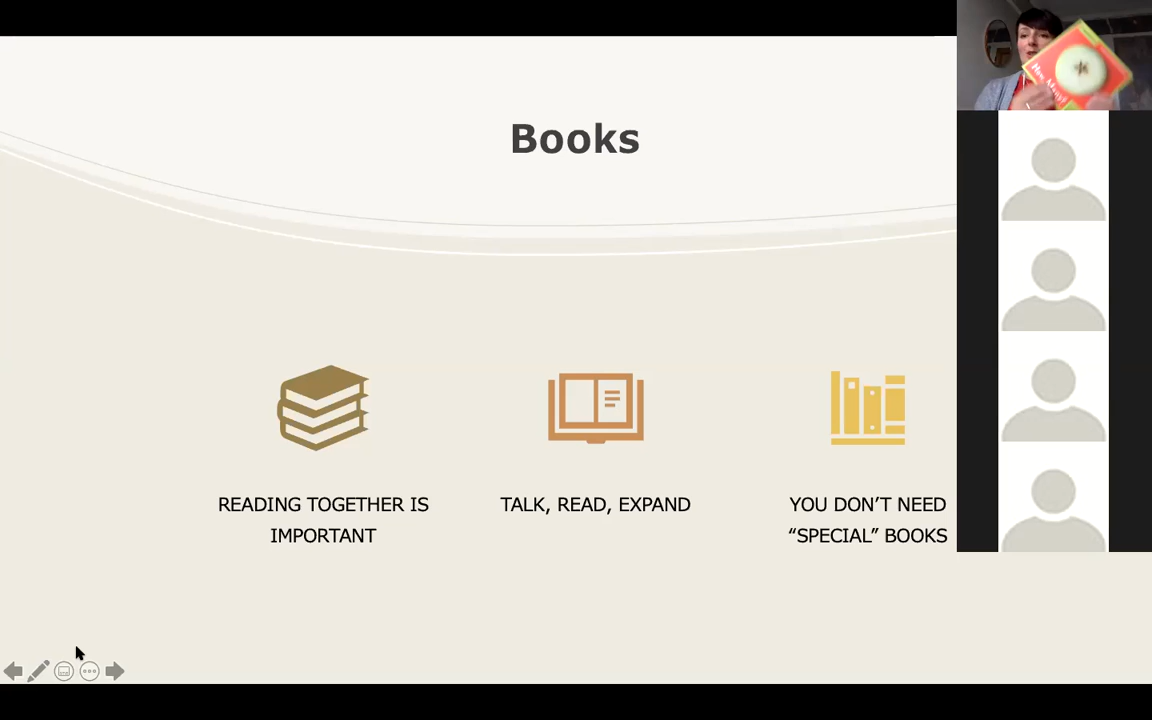 Books
READING TOGETHER IS
IMPORTANT
TALK, READ, EXPAND
YOU DON’T NEED
“SPECIAL” BOOKS